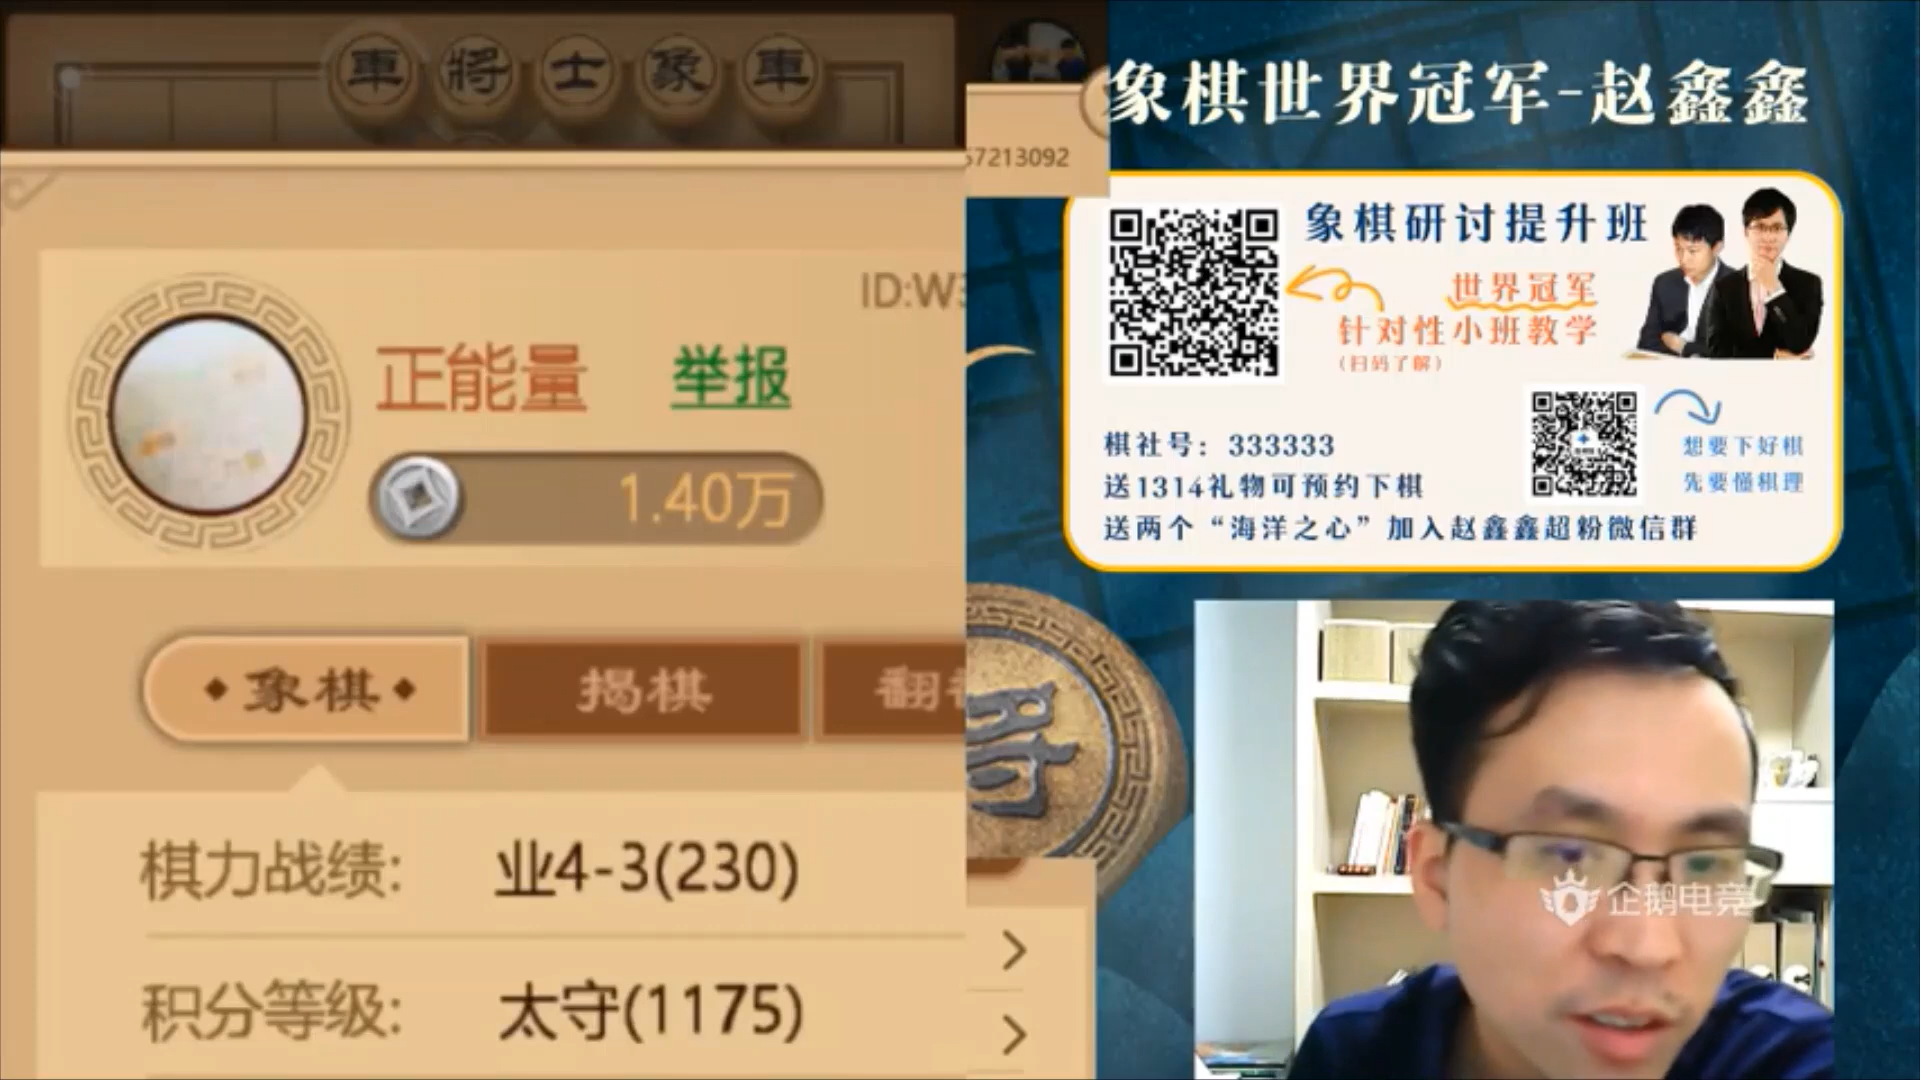 車 將 士 象 車
57213092
ID:W3
正能量 举报
1.40万
象棋 揭棋 翻
棋力战绩: 业4-3(230)
积分等级: 太守(1175)
将
象棋世界冠军-赵鑫鑫
象棋研讨提升班
世界冠军
针对性小班教学
(扫码了解)
棋社号：333333
送1314礼物可预约下棋
送两个“海洋之心”加入赵鑫鑫超粉微信群
想要下好棋
先要懂棋理
企鹅电竞